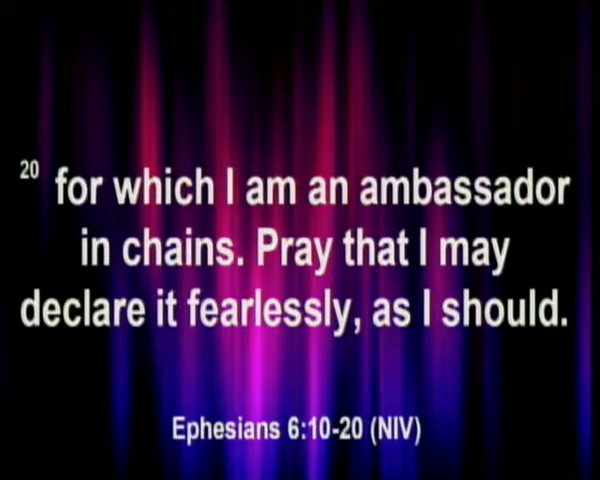 20 for which I am an ambassador
in chains. Pray that I may
declare it fearlessly, as I should.
Ephesians 6:10-20 (NIV)